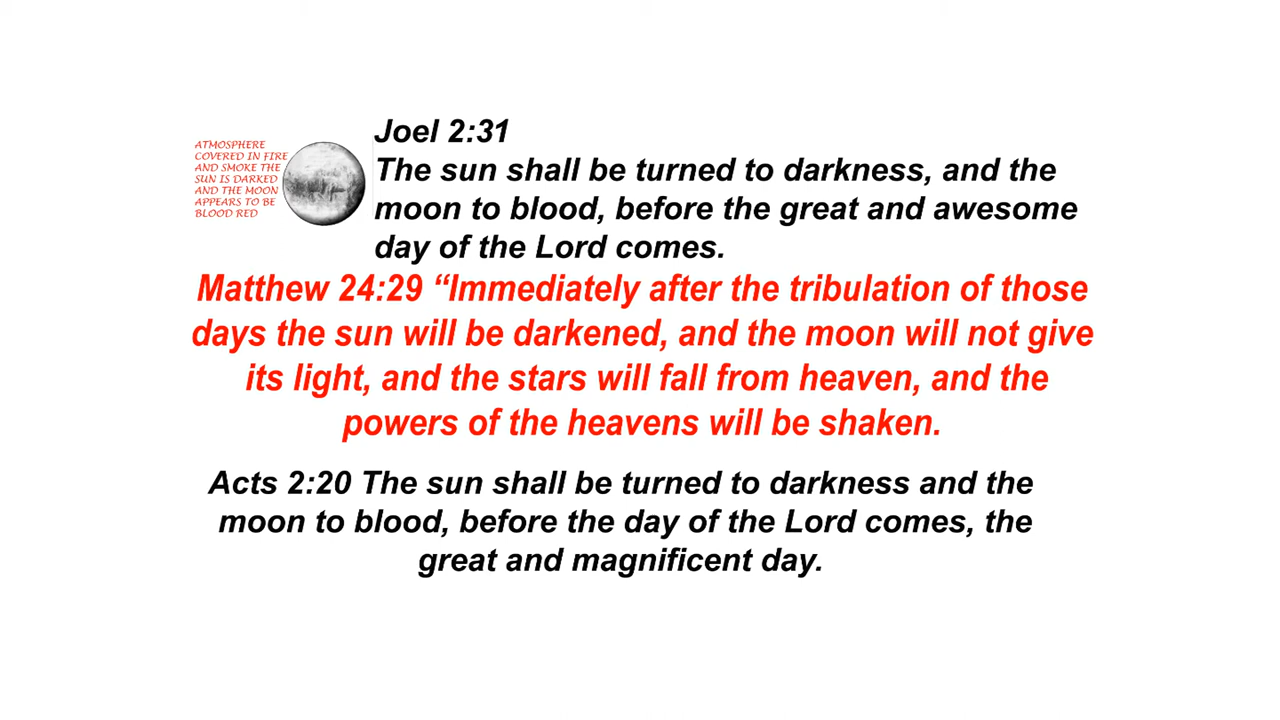 ATMOSPHERE
COVERED IN FIRE
AND SMOKE THE
SUN IS DARKED
AND THE MOON
APPEARS TO BE
BLOOD RED
Joel 2:31
The sun shall be turned to darkness, and the
moon to blood, before the great and awesome
day of the Lord comes.
Matthew 24:29 “Immediately after the tribulation of those
days the sun will be darkened, and the moon will not give
its light, and the stars will fall from heaven, and the
powers of the heavens will be shaken.
Acts 2:20 The sun shall be turned to darkness and the
moon to blood, before the day of the Lord comes, the
great and magnificent day.